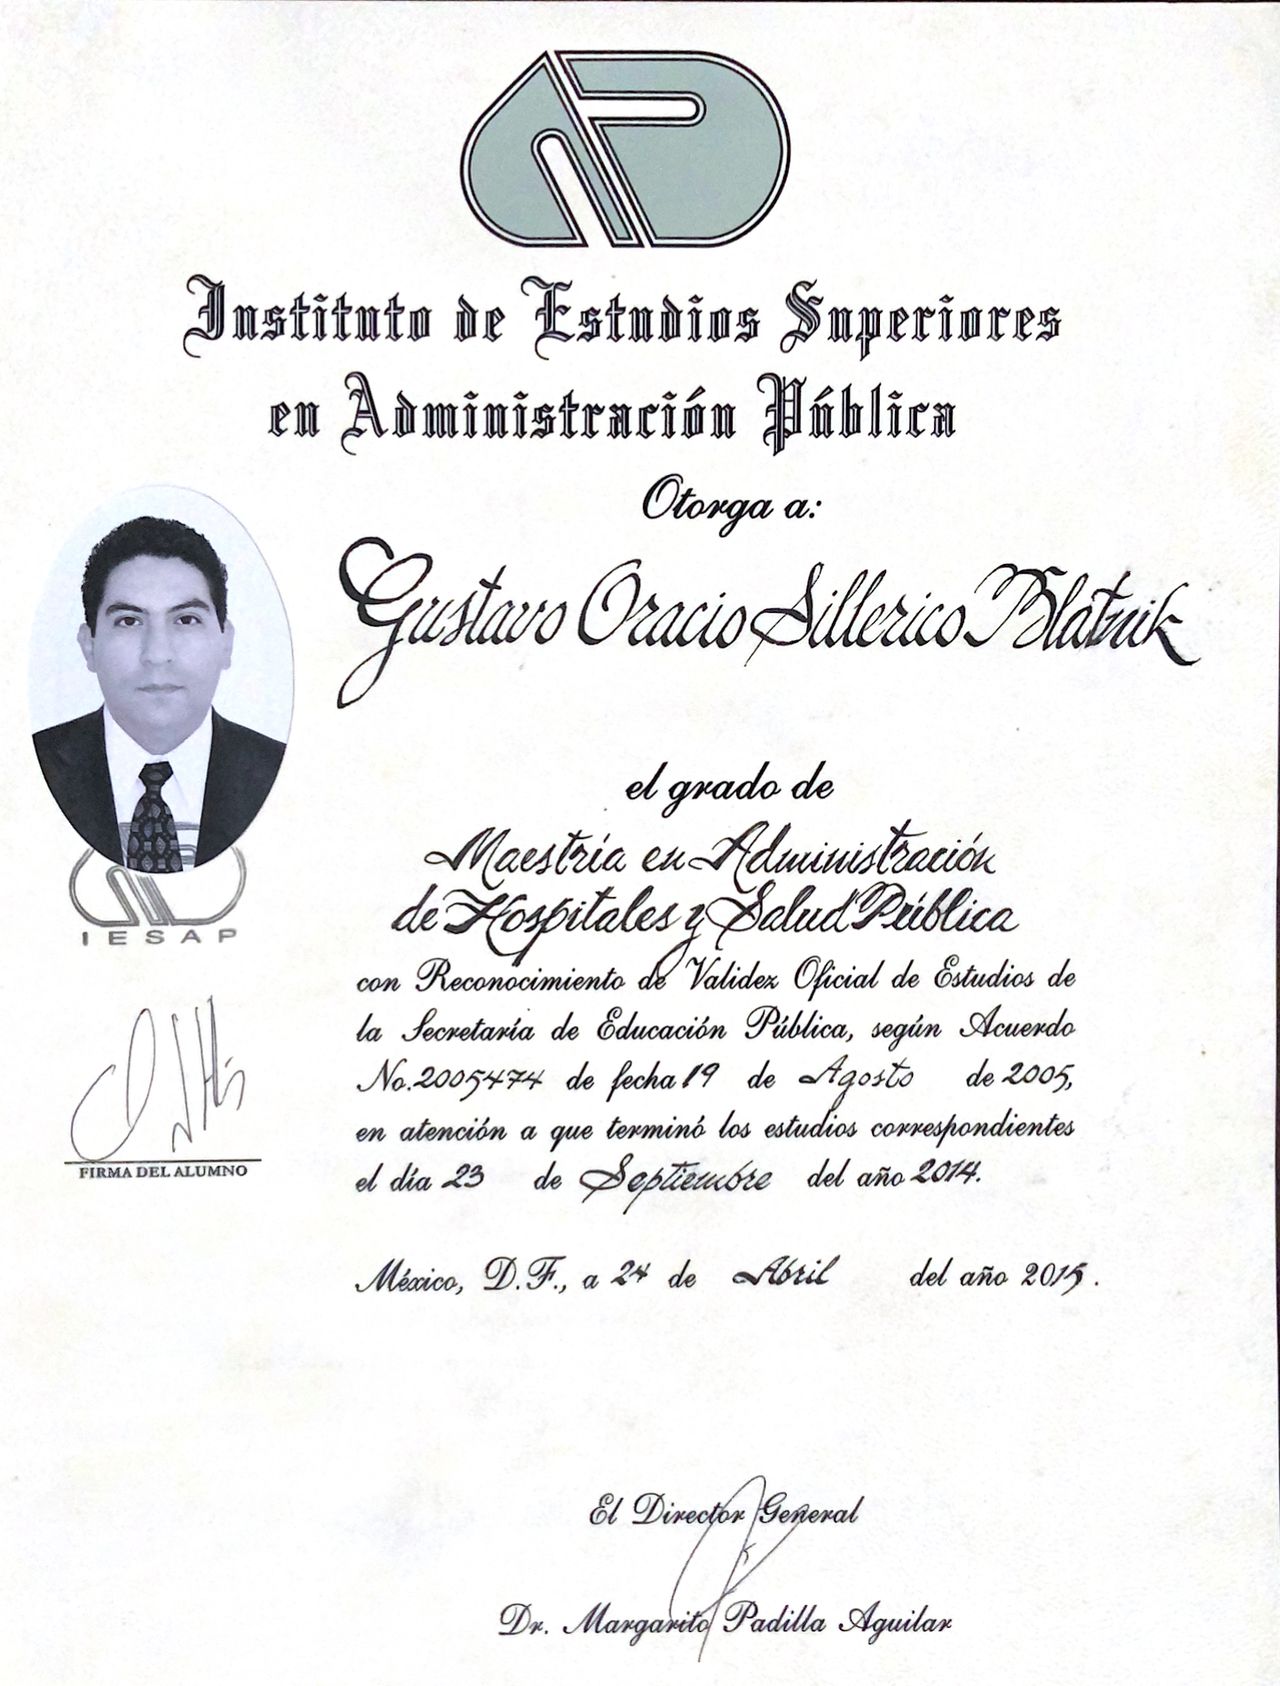 Instituto de Estudios Superiores
en Administración Pública
Otorga a:
Gustavo Oracio Sillerico Blatnik
el grado de
Maestría en Administración
de Hospitales y Salud Pública
con Reconocimiento de Validez Oficial de Estudios de
la Secretaría de Educación Pública, según Acuerdo
No. 2005474 de fecha 19 de Agosto de 2005,
en atención a que terminó los estudios correspondientes
el día 23 de Septiembre del año 2014.
México, D.F., a 24 de Abril del año 2015.
IESAP
FIRMA DEL ALUMNO
El Director General
Dr. Margarito Padilla Aguilar